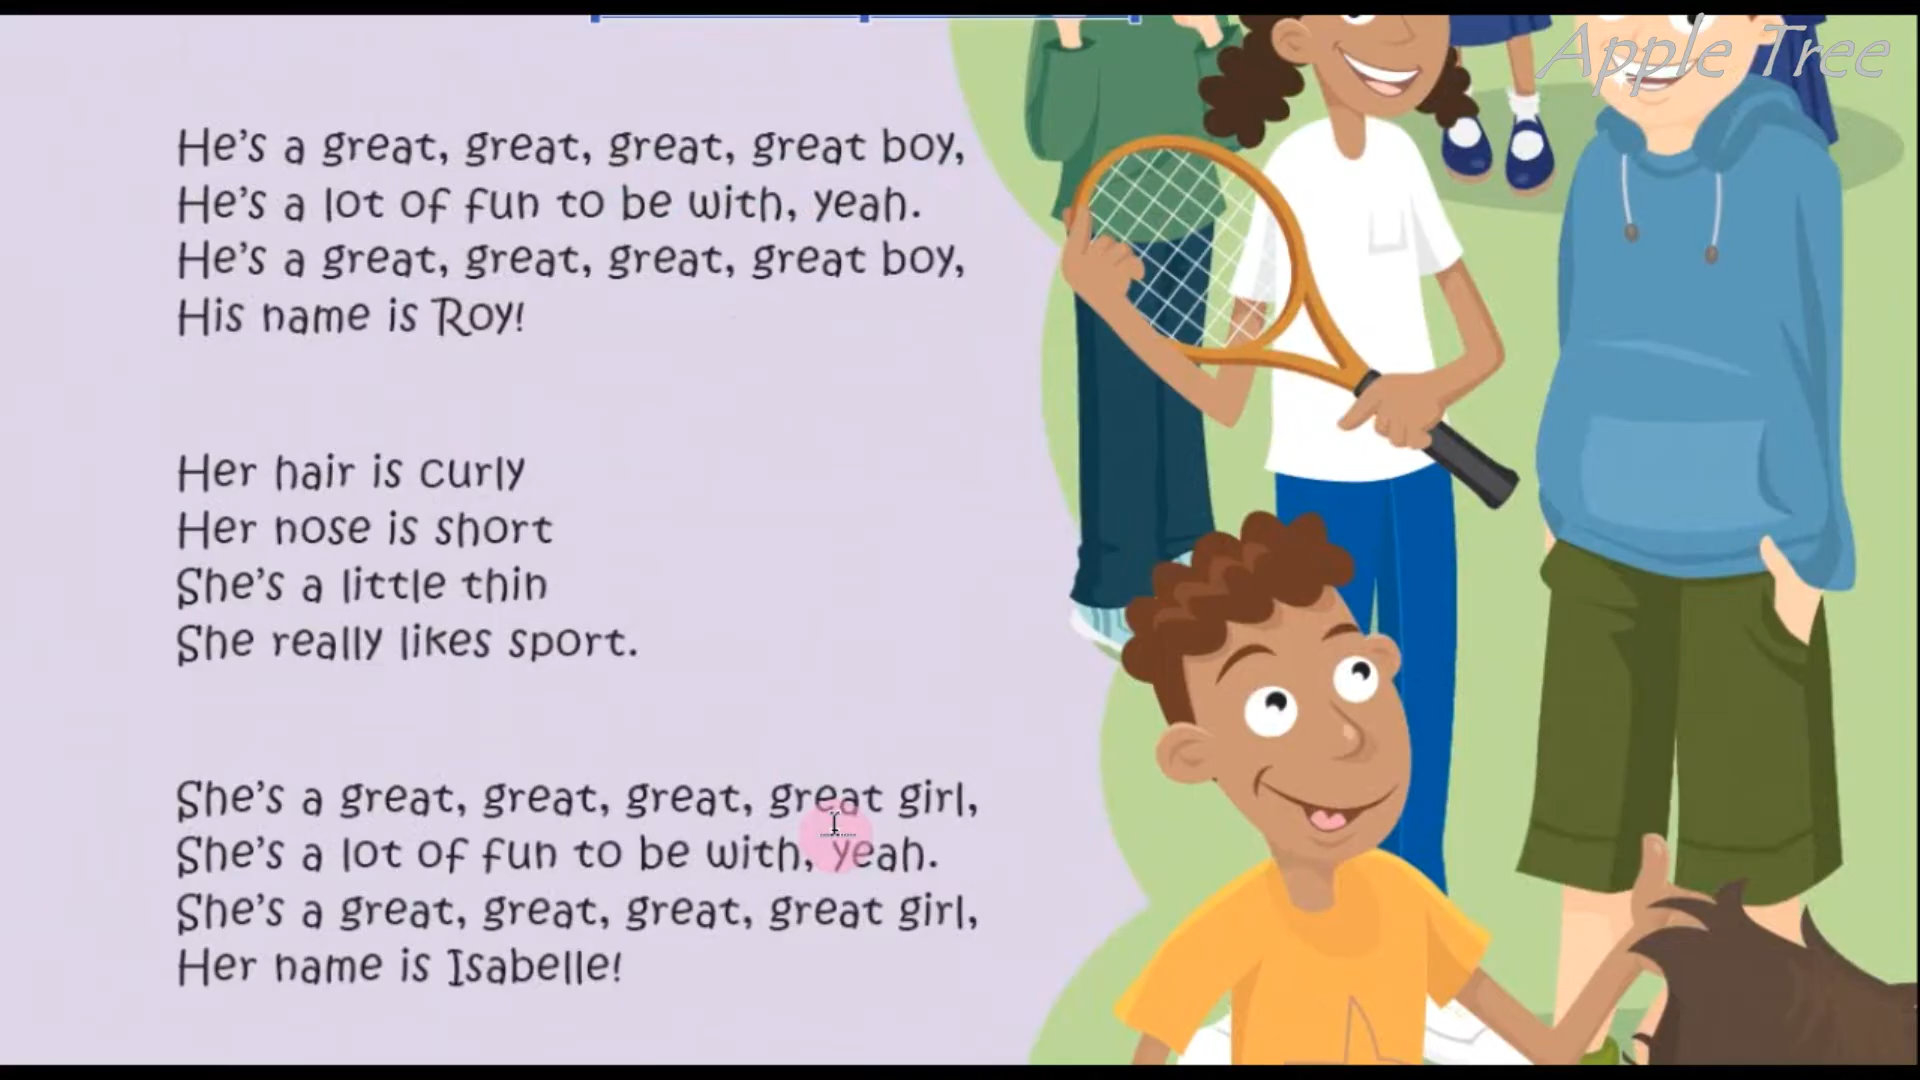 Apple Tree
He's a great, great, great, great boy,
He's a lot of fun to be with, yeah.
He's a great, great, great, great boy,
His name is Roy!
Her hair is curly
Her nose is short
She's a little thin
She really likes sport.
She's a great, great, great, great girl,
She's a lot of fun to be with, yeah.
She's a great, great, great, great girl,
Her name is Isabelle!